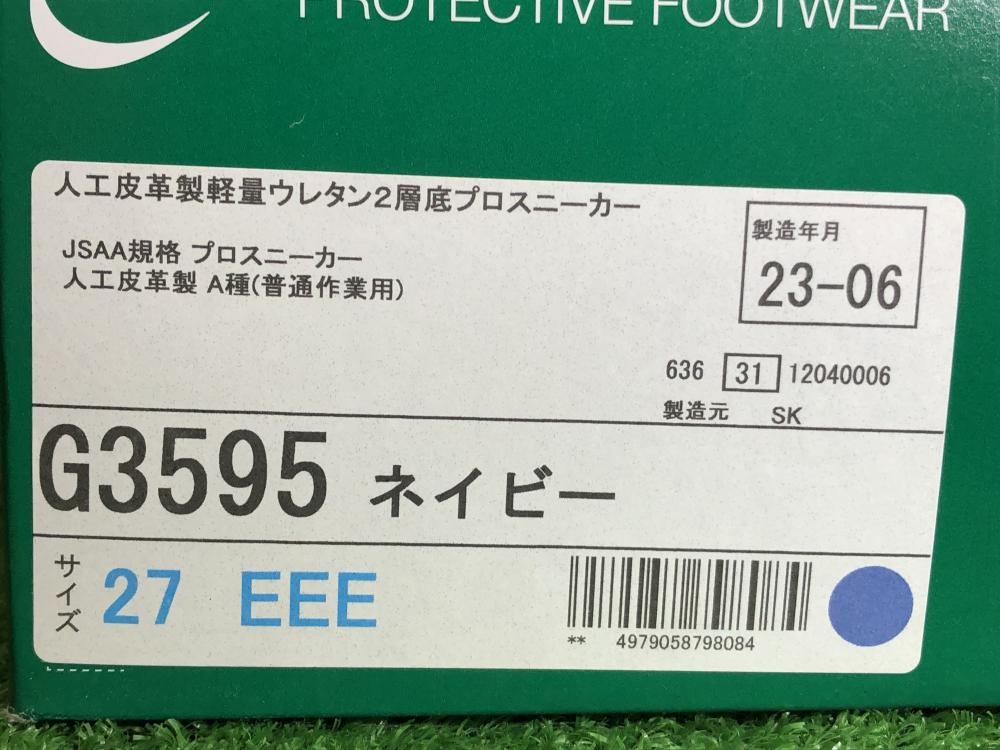 PROTECTIVE FOOTWEAR
人工皮革製軽量ウレタン2層底プロスニーカー
JSAA規格 プロスニーカー
人工皮革製 A種(普通作業用)
製造年月
23-06
636 31 12040006
製造元 SK
G3595 ネイビー
サイズ 27 EEE
** 4979058798084